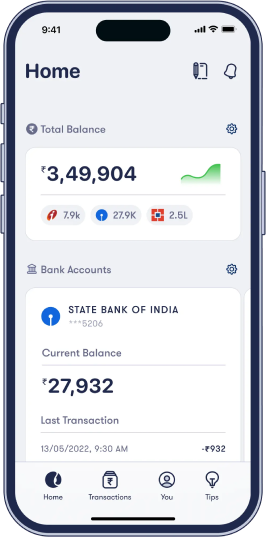 9:41
Home
Total Balance
₹3,49,904
7.9k
27.9K
2.5L
Bank Accounts
STATE BANK OF INDIA
***5206
Current Balance
₹27,932
Last Transaction
13/05/2022, 9:30 AM -₹932
Home Transactions You Tips